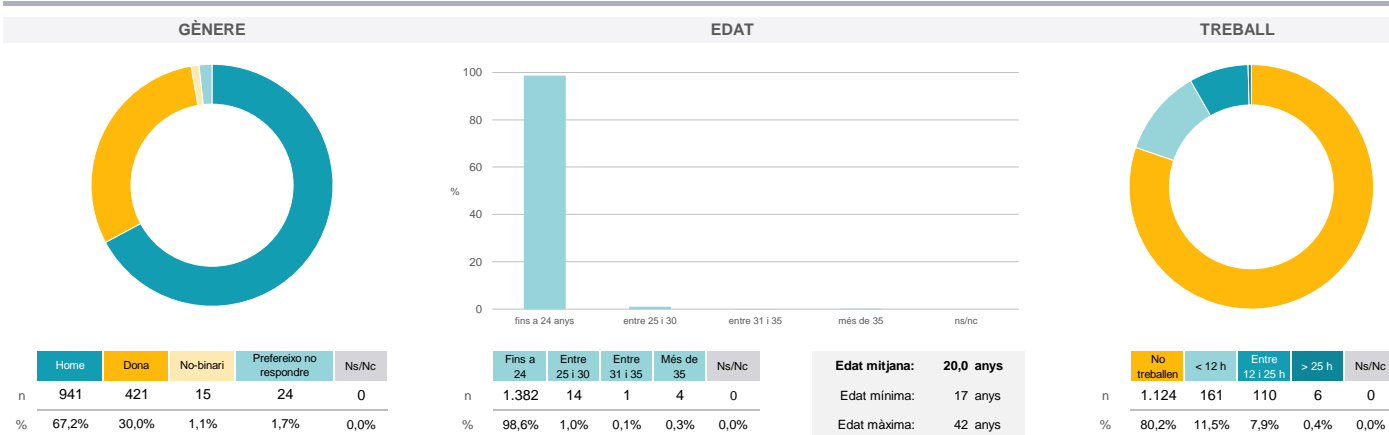 GÈNERE
EDAT
TREBALL
100
80
60
%
40
20
0
fins a 24 anys
entre 25 i 30
entre 31 i 35
més de 35
ns/nc
Home Dona No-binari Prefereixo no respondre Ns/Nc
n 941 421 15 24 0
% 67,2% 30,0% 1,1% 1,7% 0,0%
Fins a 24 Entre 25 i 30 Entre 31 i 35 Més de 35 Ns/Nc
n 1.382 14 1 4 0
% 98,6% 1,0% 0,1% 0,3% 0,0%
Edat mitjana: 20,0 anys
Edat mínima: 17 anys
Edat màxima: 42 anys
No treballen < 12 h Entre 12 i 25 h > 25 h Ns/Nc
n 1.124 161 110 6 0
% 80,2% 11,5% 7,9% 0,4% 0,0%